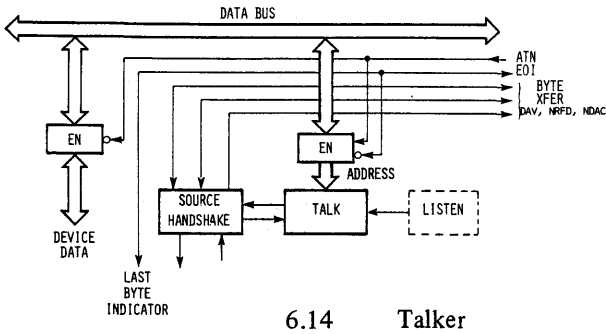 DATA BUS
ATN
EOI
BYTE
XFER
DAV, NRFD, NDAC
EN
EN
ADDRESS
SOURCE
HANDSHAKE
TALK
LISTEN
DEVICE
DATA
LAST
BYTE
INDICATOR
6.14 Talker